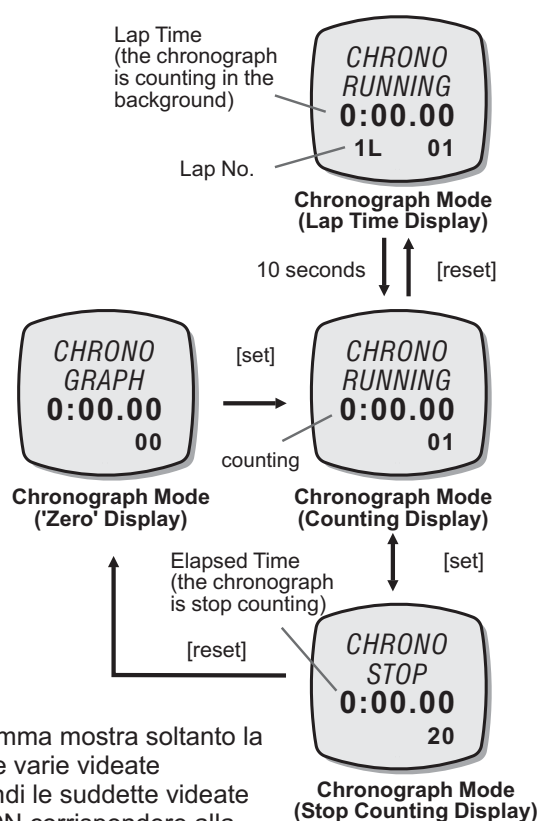 Lap Time
(the chronograph
is counting in the
background)
CHRONO
RUNNING
0:00.00
1L 01
Lap No.
Chronograph Mode
(Lap Time Display)
10 seconds
[reset]
CHRONO
GRAPH
0:00.00
00
[set]
CHRONO
RUNNING
0:00.00
01
counting
Chronograph Mode
('Zero' Display)
Chronograph Mode
(Counting Display)
Elapsed Time
(the chronograph
is stop counting)
[set]
[reset]
CHRONO
STOP
0:00.00
20
mma mostra soltanto la
e varie videate
ndi le suddette videate
ON corrispondere alla
Chronograph Mode
(Stop Counting Display)